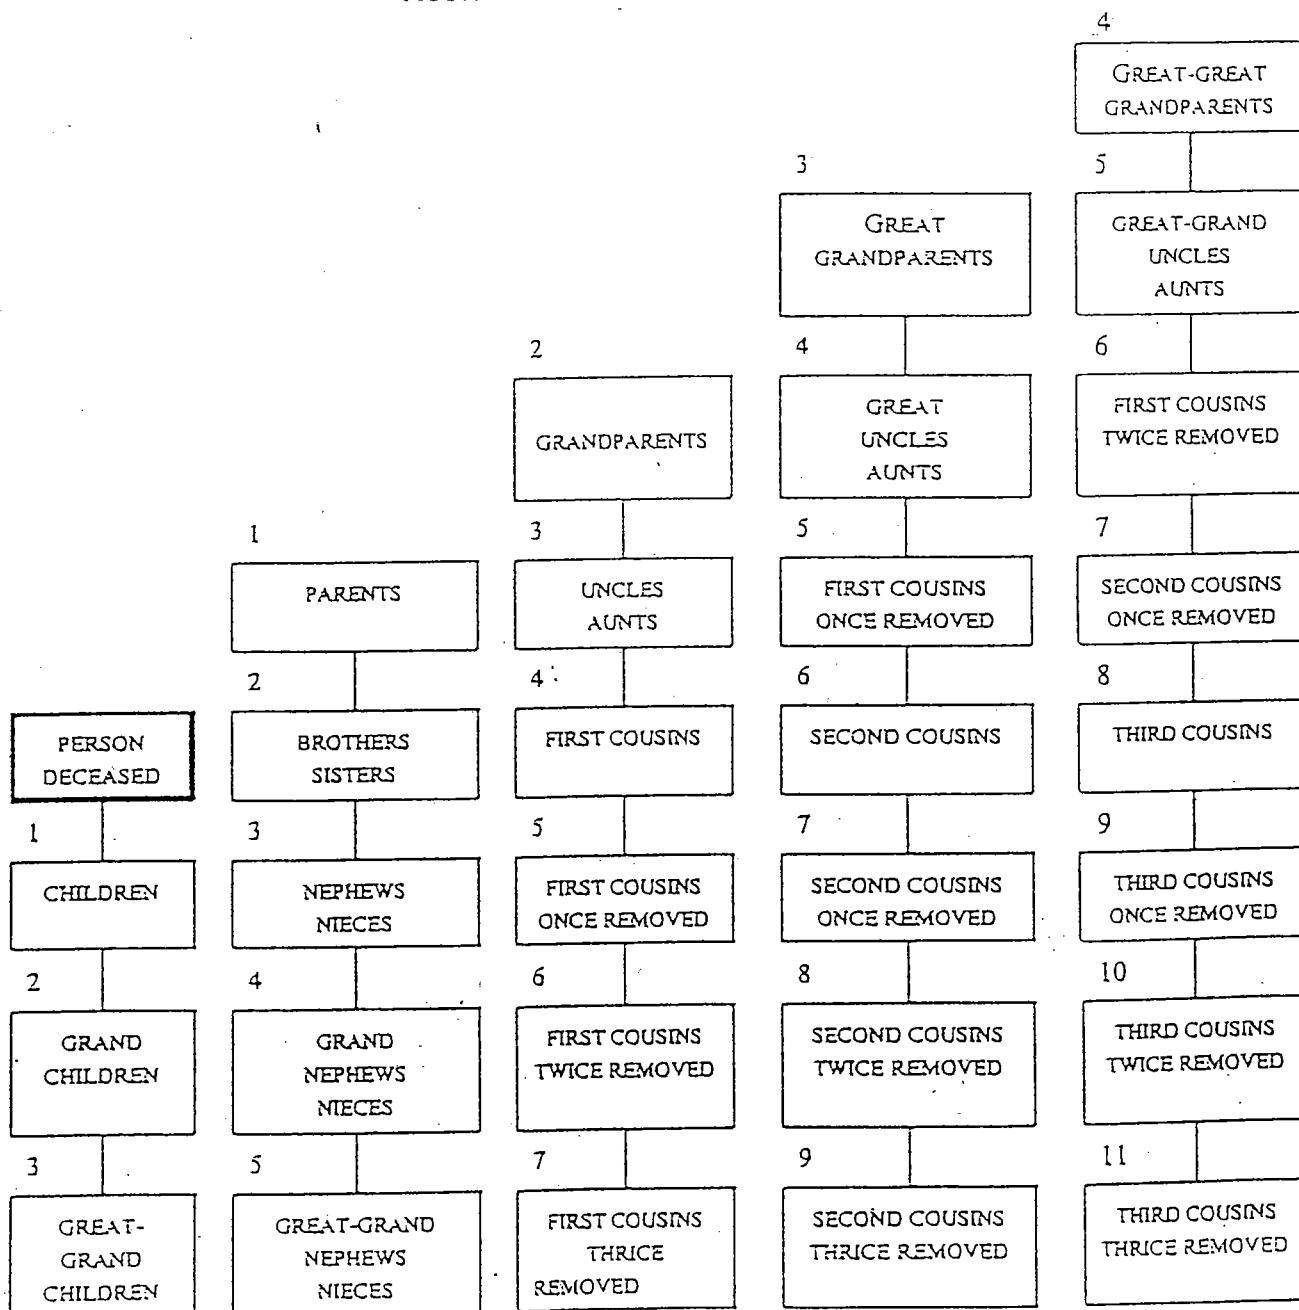 PERSON
DECEASED
1
CHILDREN
2
GRAND
CHILDREN
3
GREAT-
GRAND
CHILDREN
1
PARENTS
2
BROTHERS
SISTERS
3
NEPHEWS
NIECES
4
GRAND
NEPHEWS
NIECES
5
GREAT-GRAND
NEPHEWS
NIECES
2
GRANDPARENTS
3
UNCLES
AUNTS
4
FIRST COUSINS
5
FIRST COUSINS
ONCE REMOVED
6
FIRST COUSINS
TWICE REMOVED
7
FIRST COUSINS
THRICE
REMOVED
3
GREAT
GRANDPARENTS
4
GREAT
UNCLES
AUNTS
5
FIRST COUSINS
ONCE REMOVED
6
SECOND COUSINS
7
SECOND COUSINS
ONCE REMOVED
8
SECOND COUSINS
TWICE REMOVED
9
SECOND COUSINS
THRICE REMOVED
4
GREAT-GREAT
GRANDPARENTS
5
GREAT-GRAND
UNCLES
AUNTS
6
FIRST COUSINS
TWICE REMOVED
7
SECOND COUSINS
ONCE REMOVED
8
THIRD COUSINS
9
THIRD COUSINS
ONCE REMOVED
10
THIRD COUSINS
TWICE REMOVED
11
THIRD COUSINS
THRICE REMOVED